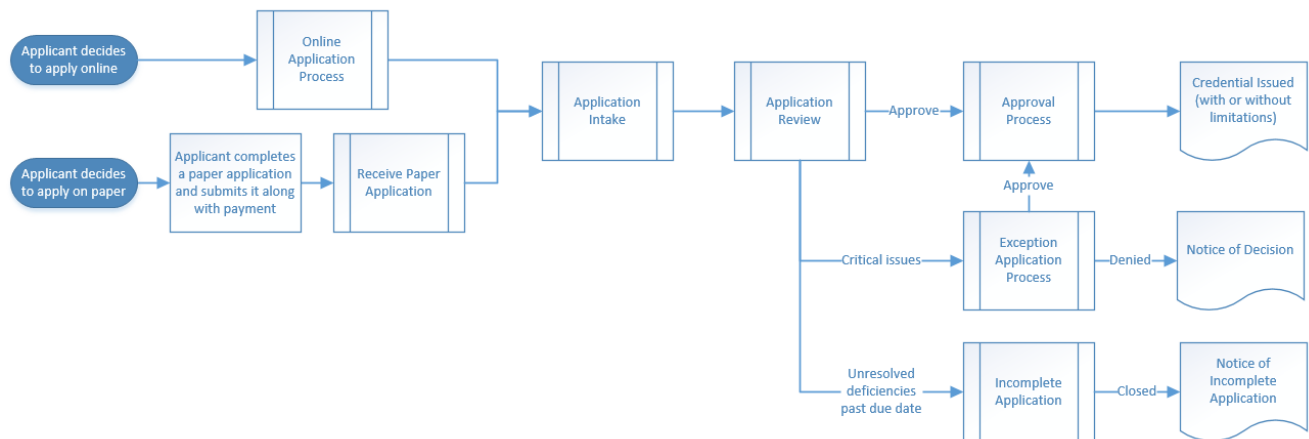 Applicant decides
to apply online
Online
Application
Process
Applicant decides
to apply on paper
Applicant completes
a paper application
and submits it along
with payment
Receive Paper
Application
Application
Intake
Application
Review
Approve
Approval
Process
Credential Issued
(with or without
limitations)
Approve
Critical issues
Exception
Application
Process
Denied
Notice of Decision
Unresolved
deficiencies
past due date
Incomplete
Application
Closed
Notice of
Incomplete
Application